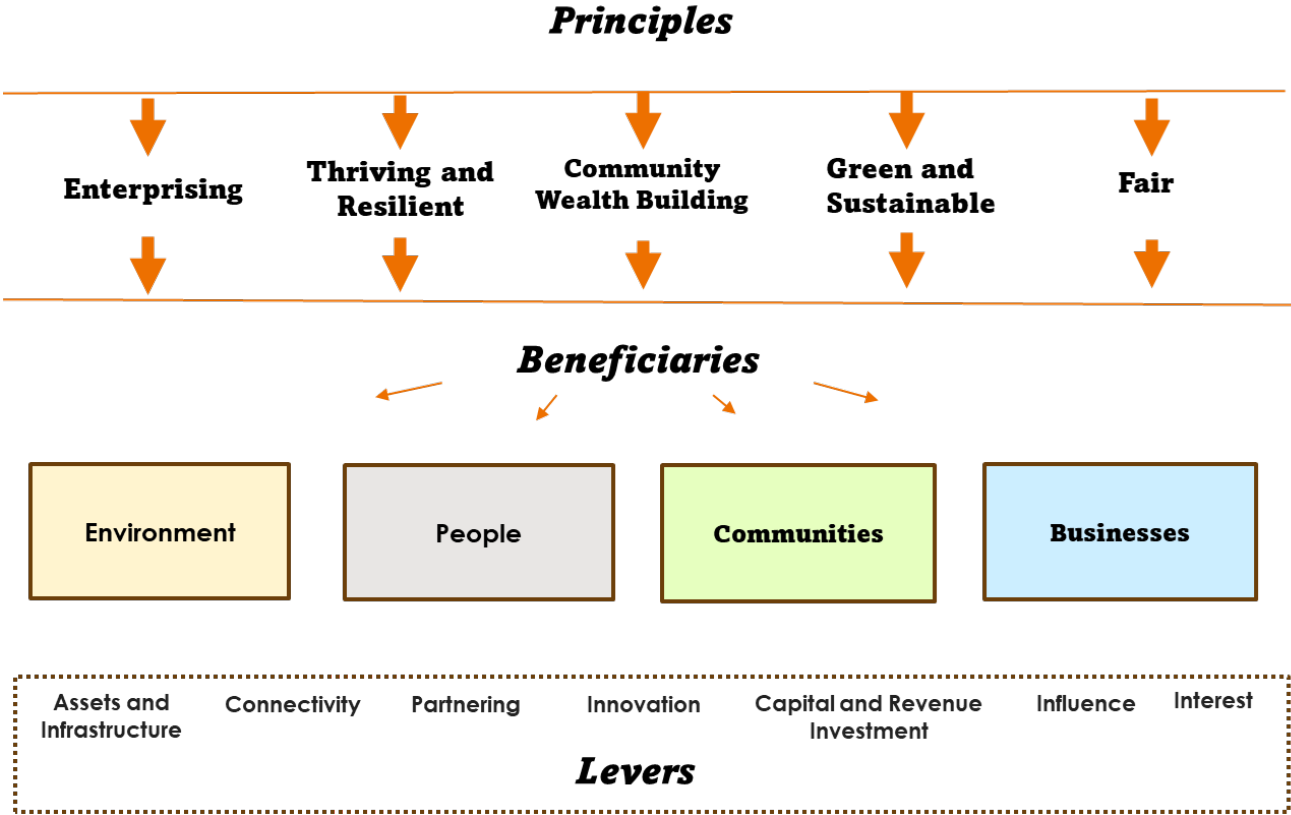 Principles
Enterprising
Thriving and
Resilient
Community
Wealth Building
Green and
Sustainable
Fair
Beneficiaries
Environment
People
Communities
Businesses
Assets and
Infrastructure
Connectivity
Partnering
Innovation
Capital and Revenue
Investment
Influence
Interest
Levers